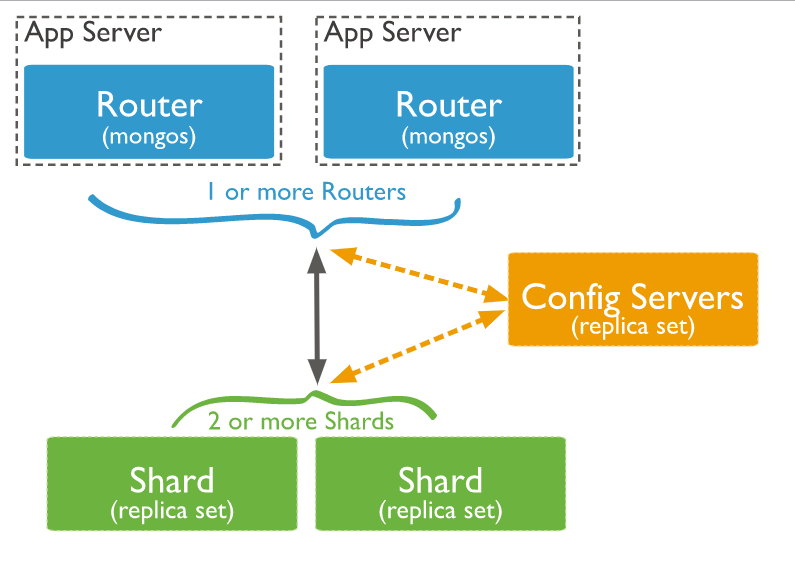 App Server
App Server
Router
(mongos)
Router
(mongos)
1 or more Routers
Config Servers
(replica set)
2 or more Shards
Shard
(replica set)
Shard
(replica set)